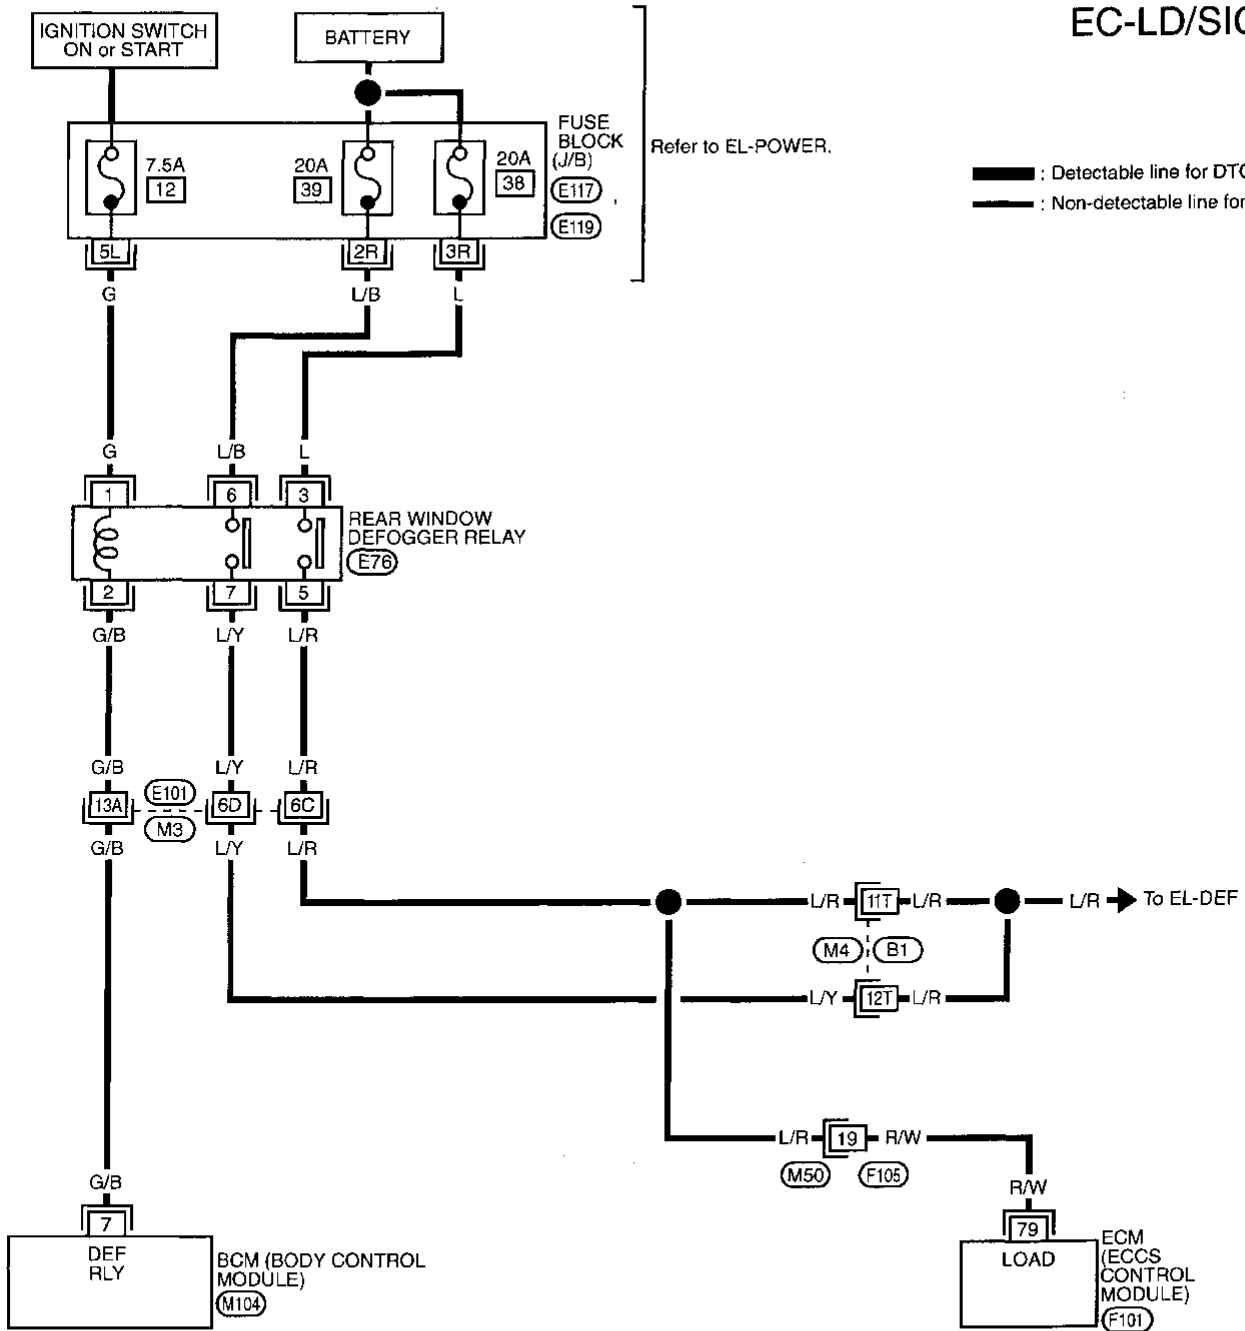 EC-LD/SIG
IGNITION SWITCH
ON or START
BATTERY
FUSE
BLOCK
(J/B)
E117
E119
Refer to EL-POWER.
7.5A
12
20A
39
20A
38
: Detectable line for DTC
: Non-detectable line for
5L
2R
3R
G
L/B
L
G
L/B
L
1
6
3
REAR WINDOW
DEFOGGER RELAY
E76
2
7
5
G/B
L/Y
L/R
G/B
L/Y
L/R
13A
E101
M3
6D
6C
G/B
L/Y
L/R
L/R
11T
L/R
L/R
To EL-DEF
M4
B1
L/Y
12T
L/R
L/R
19
R/W
M50
F105
G/B
R/W
7
79
DEF
RLY
BCM (BODY CONTROL
MODULE)
M104
LOAD
ECM
(ECCS
CONTROL
MODULE)
F101